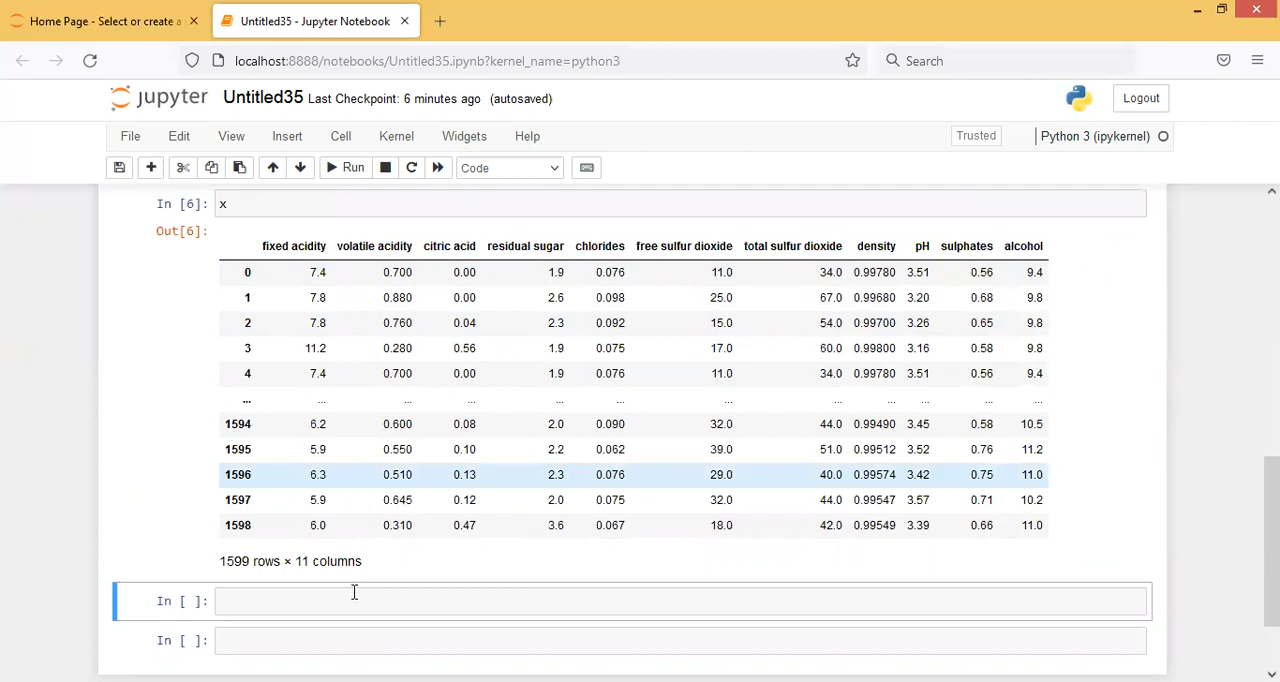 Home Page - Select or create a
Untitled35 - Jupyter Notebook
localhost:8888/notebooks/Untitled35.ipynb?kernel_name=python3
Search
jupyter Untitled35 Last Checkpoint: 6 minutes ago (autosaved)
Logout
File Edit View Insert Cell Kernel Widgets Help
Trusted
Python 3 (ipykernel)
Run
Code
In [6]: x
Out[6]:
fixed acidity volatile acidity citric acid residual sugar chlorides free sulfur dioxide total sulfur dioxide density pH sulphates alcohol
0 7.4 0.700 0.00 1.9 0.076 11.0 34.0 0.99780 3.51 0.56 9.4
1 7.8 0.880 0.00 2.6 0.098 25.0 67.0 0.99680 3.20 0.68 9.8
2 7.8 0.760 0.04 2.3 0.092 15.0 54.0 0.99700 3.26 0.65 9.8
3 11.2 0.280 0.56 1.9 0.075 17.0 60.0 0.99800 3.16 0.58 9.8
4 7.4 0.700 0.00 1.9 0.076 11.0 34.0 0.99780 3.51 0.56 9.4
... ... ... ... ... ... ... ... ... ... ... ...
1594 6.2 0.600 0.08 2.0 0.090 32.0 44.0 0.99490 3.45 0.58 10.5
1595 5.9 0.550 0.10 2.2 0.062 39.0 51.0 0.99512 3.52 0.76 11.2
1596 6.3 0.510 0.13 2.3 0.076 29.0 40.0 0.99574 3.42 0.75 11.0
1597 5.9 0.645 0.12 2.0 0.075 32.0 44.0 0.99547 3.57 0.71 10.2
1598 6.0 0.310 0.47 3.6 0.067 18.0 42.0 0.99549 3.39 0.66 11.0
1599 rows × 11 columns
In [ ]:
In [ ]: